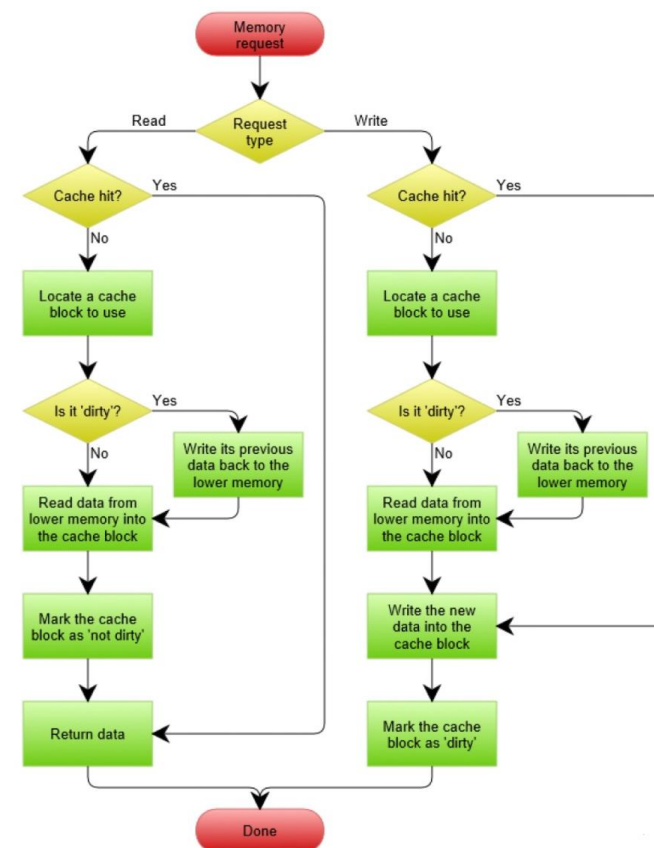 Memory
request
Request
type
Read
Write
Cache hit?
Yes
No
Locate a cache
block to use
Is it 'dirty'?
Yes
No
Write its previous
data back to the
lower memory
Read data from
lower memory into
the cache block
Mark the cache
block as 'not dirty'
Return data
Cache hit?
Yes
No
Locate a cache
block to use
Is it 'dirty'?
Yes
No
Write its previous
data back to the
lower memory
Read data from
lower memory into
the cache block
Write the new
data into the
cache block
Mark the cache
block as 'dirty'
Done